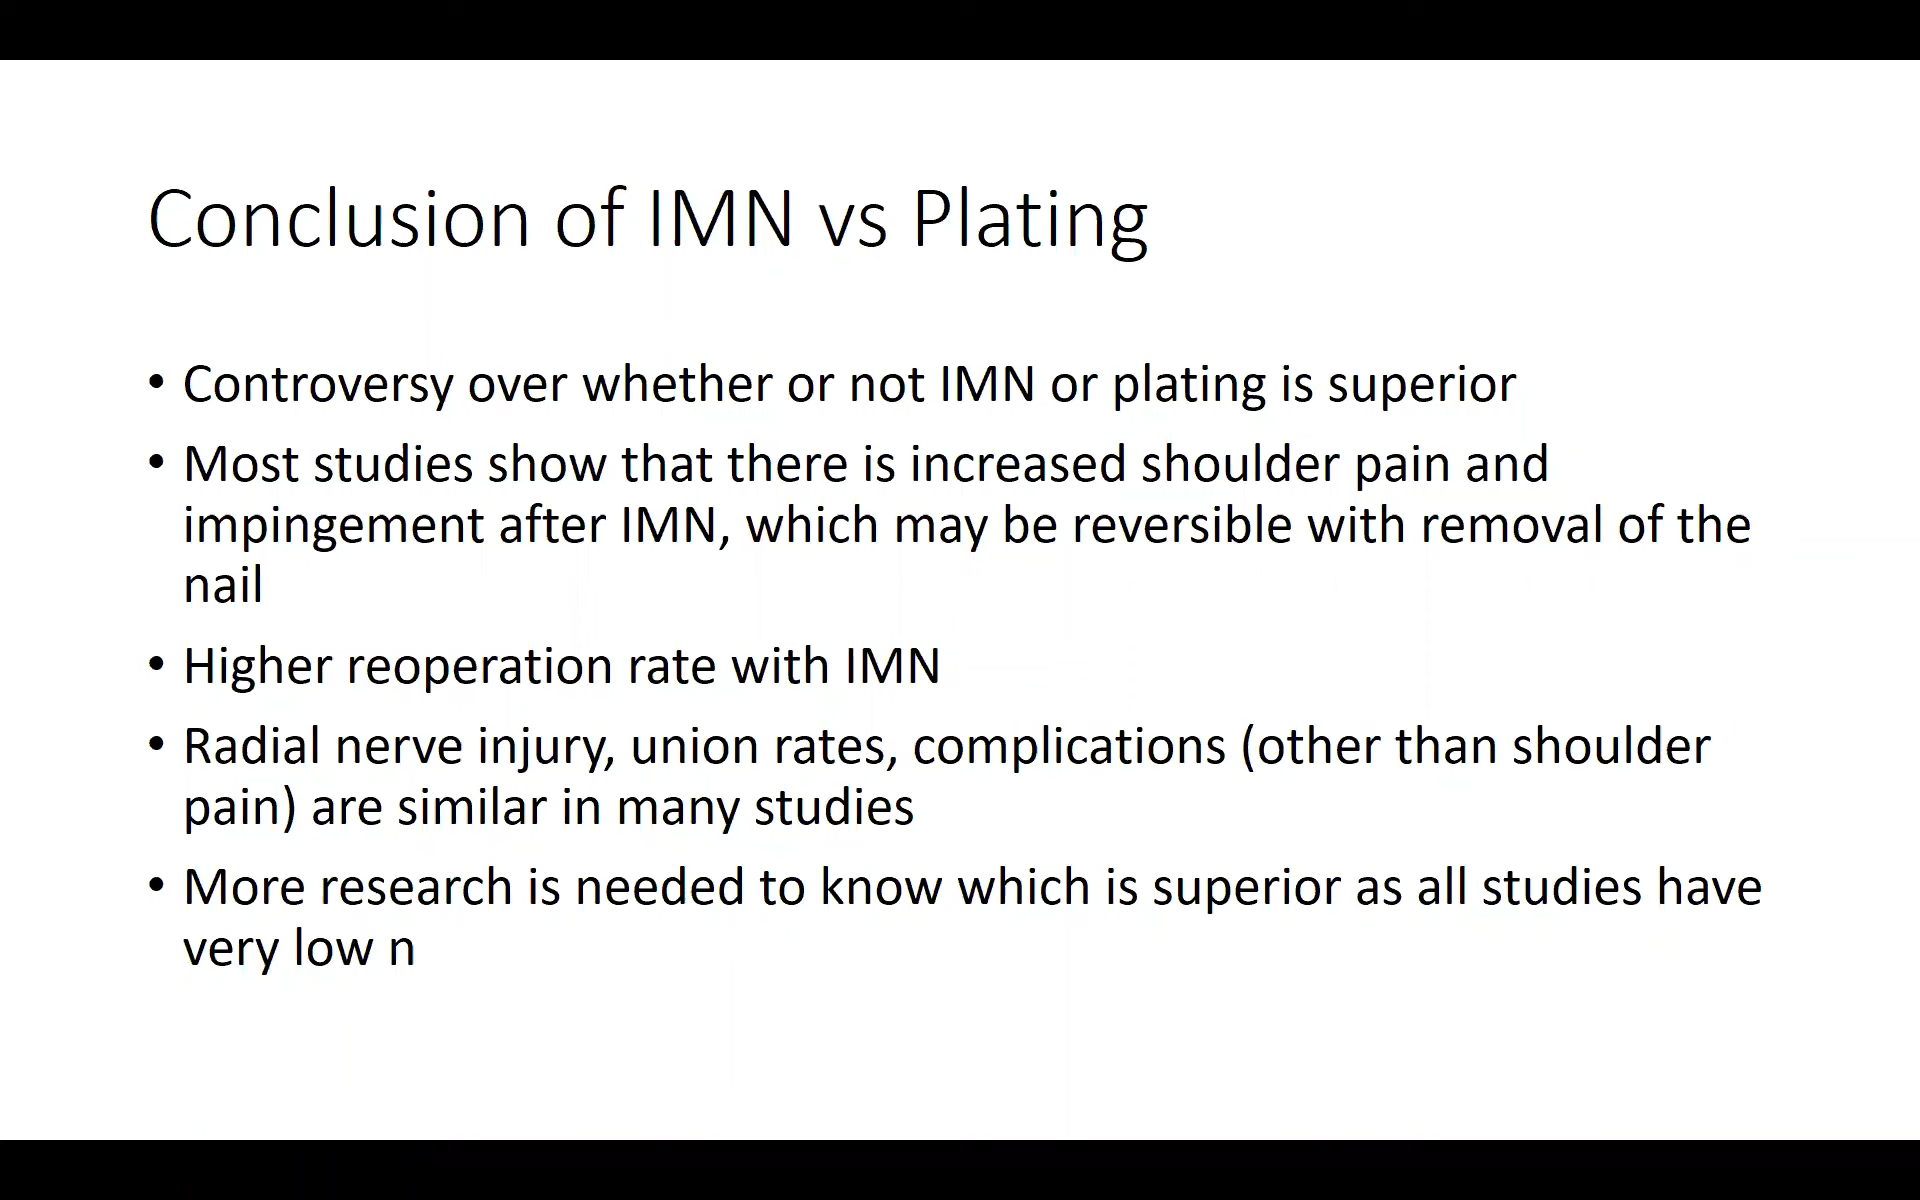 Conclusion of IMN vs Plating
• Controversy over whether or not IMN or plating is superior
• Most studies show that there is increased shoulder pain and
impingement after IMN, which may be reversible with removal of the
nail
• Higher reoperation rate with IMN
• Radial nerve injury, union rates, complications (other than shoulder
pain) are similar in many studies
• More research is needed to know which is superior as all studies have
very low n